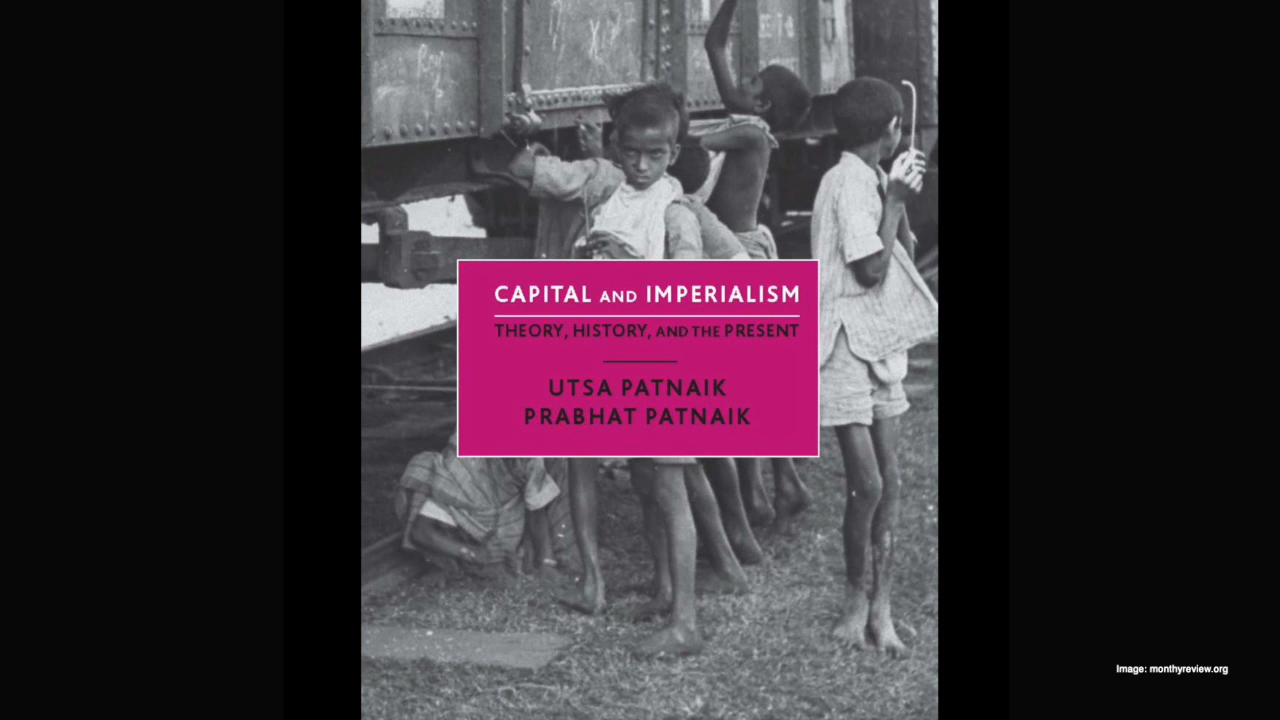 CAPITAL AND IMPERIALISM
THEORY, HISTORY, AND THE PRESENT
UTSA PATNAIK
PRABHAT PATNAIK
Image: monthyreview.org